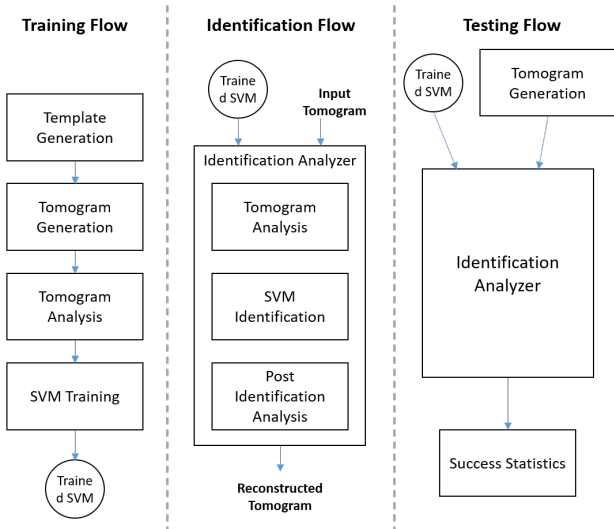 Training Flow
Template
Generation
Tomogram
Generation
Tomogram
Analysis
SVM Training
Traine
d SVM
Identification Flow
Traine
d SVM
Input
Tomogram
Identification Analyzer
Tomogram
Analysis
SVM
Identification
Post
Identification
Analysis
Reconstructed
Tomogram
Testing Flow
Traine
d SVM
Tomogram
Generation
Identification
Analyzer
Success Statistics